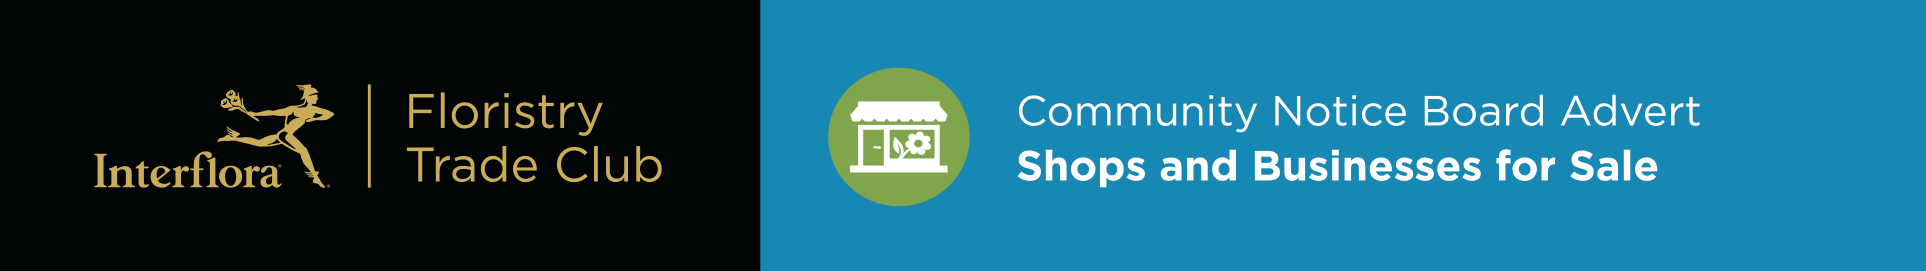 Interflora
Floristry
Trade Club
Community Notice Board Advert
Shops and Businesses for Sale